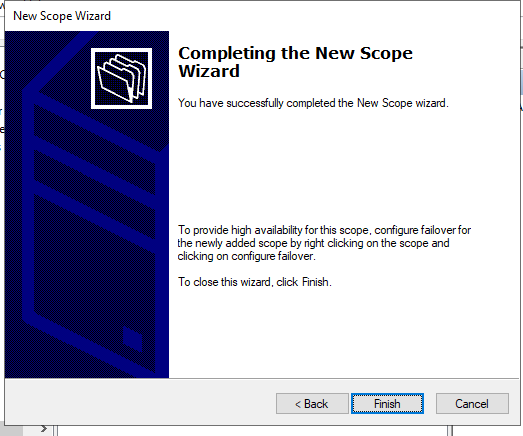 New Scope Wizard
Completing the New Scope
Wizard
You have successfully completed the New Scope wizard.
To provide high availability for this scope, configure failover for
the newly added scope by right clicking on the scope and
clicking on configure failover.
To close this wizard, click Finish.
< Back
Finish
Cancel